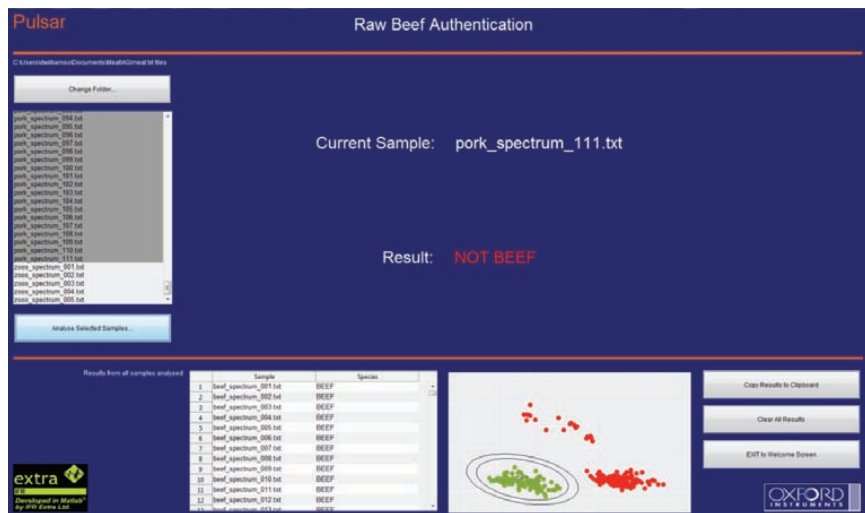 Pulsar
Raw Beef Authentication
Change Folder...
pork_spectrum_094.txt
pork_spectrum_095.txt
pork_spectrum_096.txt
pork_spectrum_097.txt
pork_spectrum_098.txt
pork_spectrum_099.txt
pork_spectrum_100.txt
pork_spectrum_101.txt
pork_spectrum_102.txt
pork_spectrum_103.txt
pork_spectrum_104.txt
pork_spectrum_105.txt
pork_spectrum_106.txt
pork_spectrum_107.txt
pork_spectrum_108.txt
pork_spectrum_109.txt
pork_spectrum_110.txt
pork_spectrum_111.txt
zoos_spectrum_001.txt
zoos_spectrum_002.txt
zoos_spectrum_003.txt
zoos_spectrum_004.txt
zoos_spectrum_005.txt
Analyse Selected Samples...
Current Sample: pork_spectrum_111.txt
Result: NOT BEEF
Results from all samples analysed
Sample Species
1 beef_spectrum_001.txt BEEF
2 beef_spectrum_002.txt BEEF
3 beef_spectrum_003.txt BEEF
4 beef_spectrum_004.txt BEEF
5 beef_spectrum_005.txt BEEF
6 beef_spectrum_006.txt BEEF
7 beef_spectrum_007.txt BEEF
8 beef_spectrum_008.txt BEEF
9 beef_spectrum_009.txt BEEF
10 beef_spectrum_010.txt BEEF
11 beef_spectrum_011.txt BEEF
12 beef_spectrum_012.txt BEEF
Copy Results to Clipboard
Clear All Results
EXIT to Welcome Screen
extra
IFR
Developed in Matlab®
by IFR Extra Ltd.
OXFORD
INSTRUMENTS